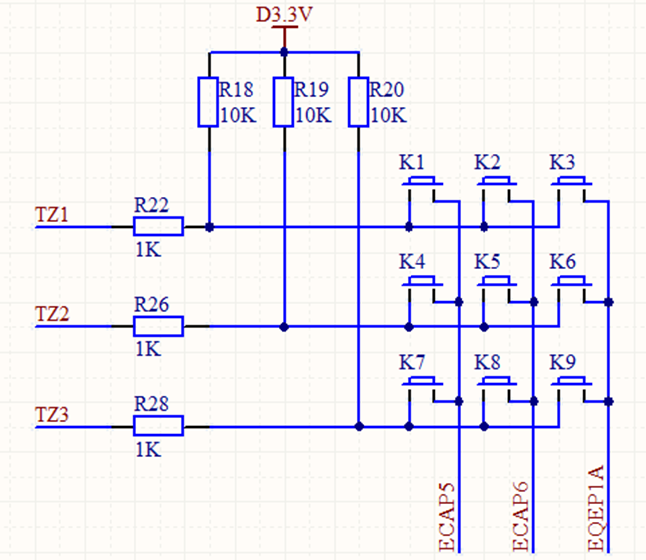 D3.3V
R18 R19 R20
10K 10K 10K
K1 K2 K3
TZ1 R22
1K
K4 K5 K6
TZ2 R26
1K
K7 K8 K9
TZ3 R28
1K
ECAP5
ECAP6
EQEP1A